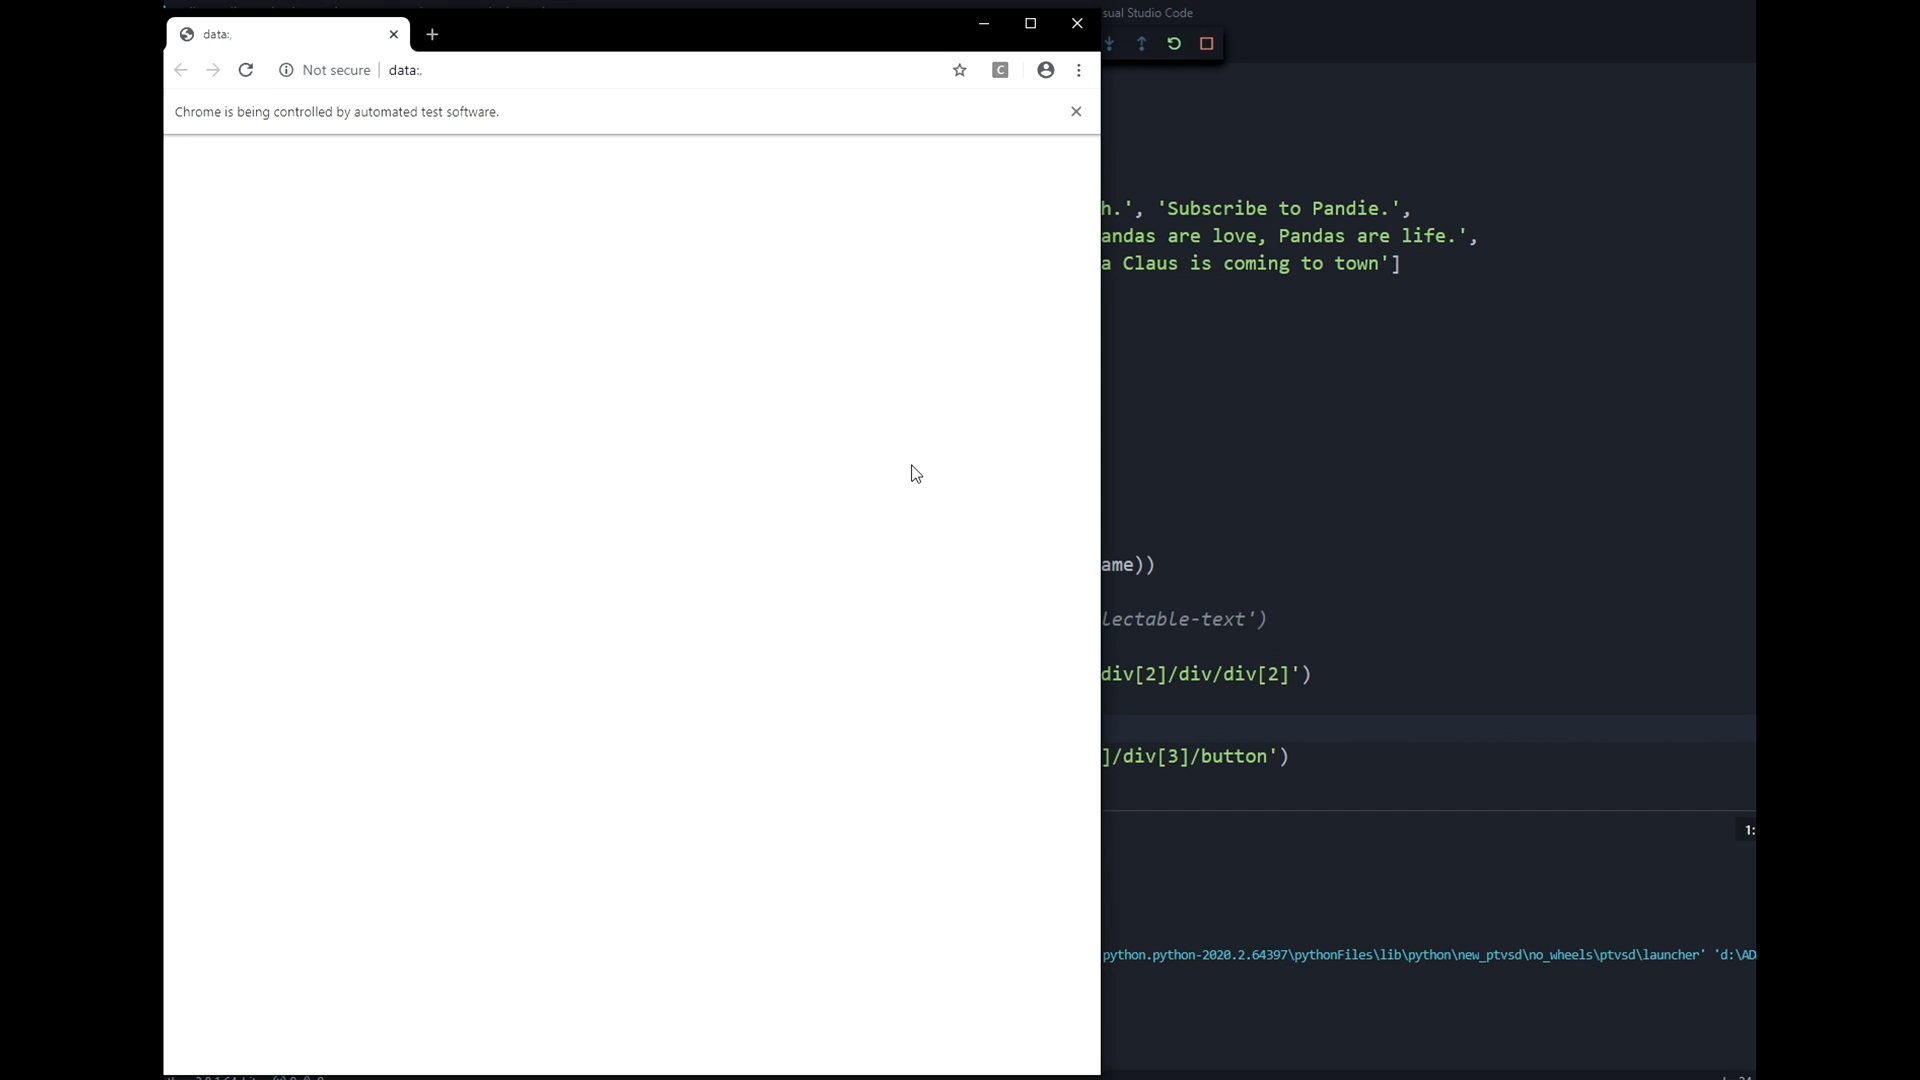 sual Studio Code
data:,
Not secure
data:,
C
Chrome is being controlled by automated test software.
h.', 'Subscribe to Pandie.',
andas are love, Pandas are life.',
a Claus is coming to town']
ame))
lectable-text')
div[2]/div/div[2]')
]/div[3]/button')
1:
python.python-2020.2.64397\pythonFiles\lib\python\new_ptvsd\no_wheels\ptvsd\launcher' 'd:\AD